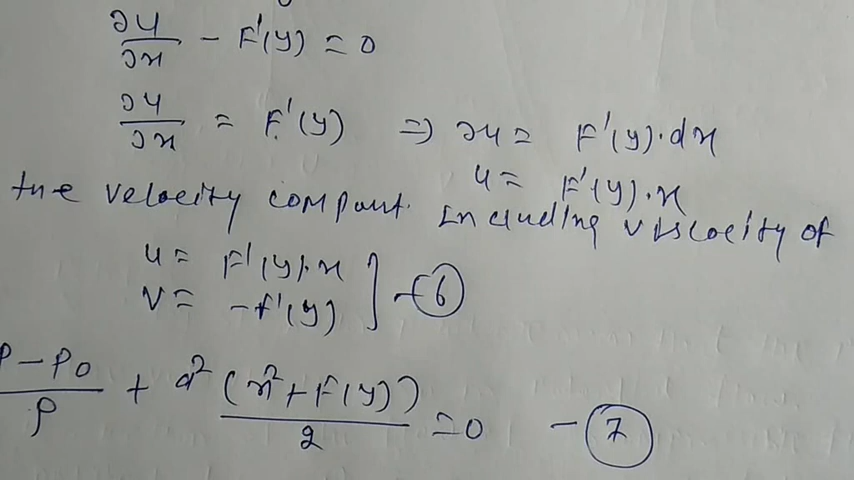 ∂u/∂x - F'(y) = 0
∂u/∂x = F'(y) ⇒ ∂u = F'(y)·dx
u = F'(y)·x
the velocity compont. Including viscocity of
u = F'(y)·x
v = -f'(y) ] - (6)
P - P₀/ρ + a² (x² + F(y))/2 = 0 - (7)